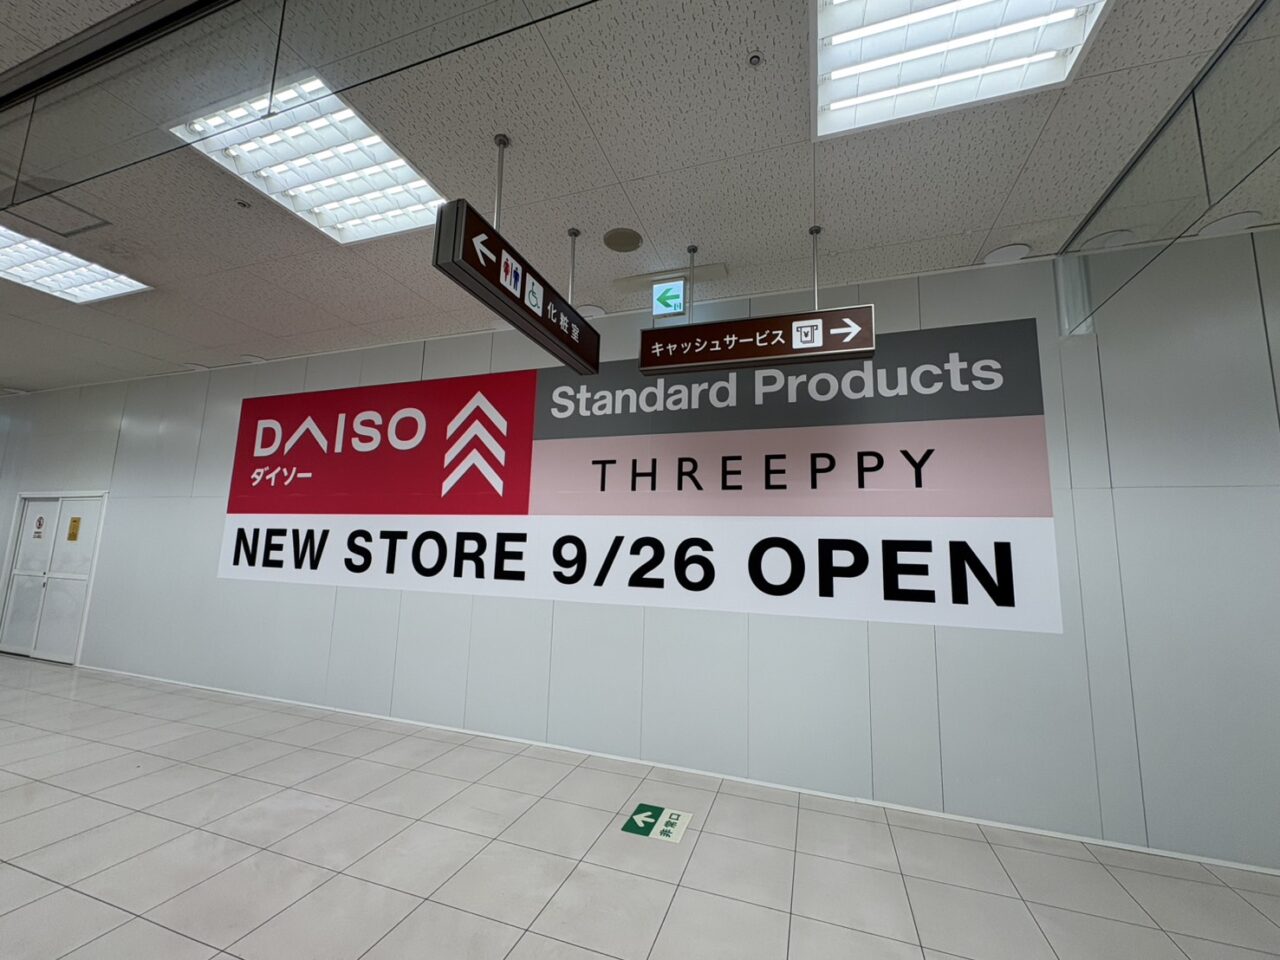 化粧室
キャッシュサービス
Standard Products
DAISO
ダイソー
THREEPPY
NEW STORE 9/26 OPEN
非常口